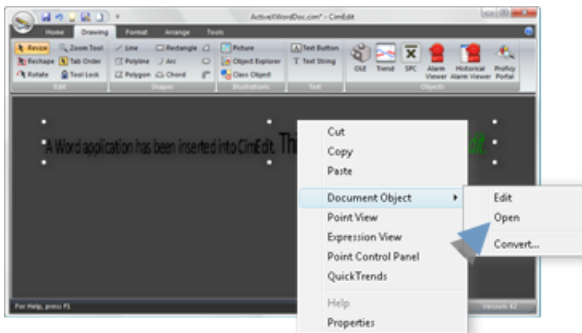 ActiveXWordDoc.cim* - CimEdit
Home Drawing Format Arrange Tools
Resize Zoom Tool Line Rectangle Picture Text Button
Reshape Tab Order Polyline Arc Object Explorer Text String
Rotate Tool Lock Polygon Chord Class Object
OLE Trend SPC Alarm Viewer Historical Alarm Viewer Proficy Portal
Edit Shapes Illustrations Text Objects
A Word application has been inserted into CimEdit. Thi
Cut
Copy
Paste
Document Object
Point View
Expression View
Point Control Panel
QuickTrends
Help
Properties
Edit
Open
Convert...
For Help, press F1